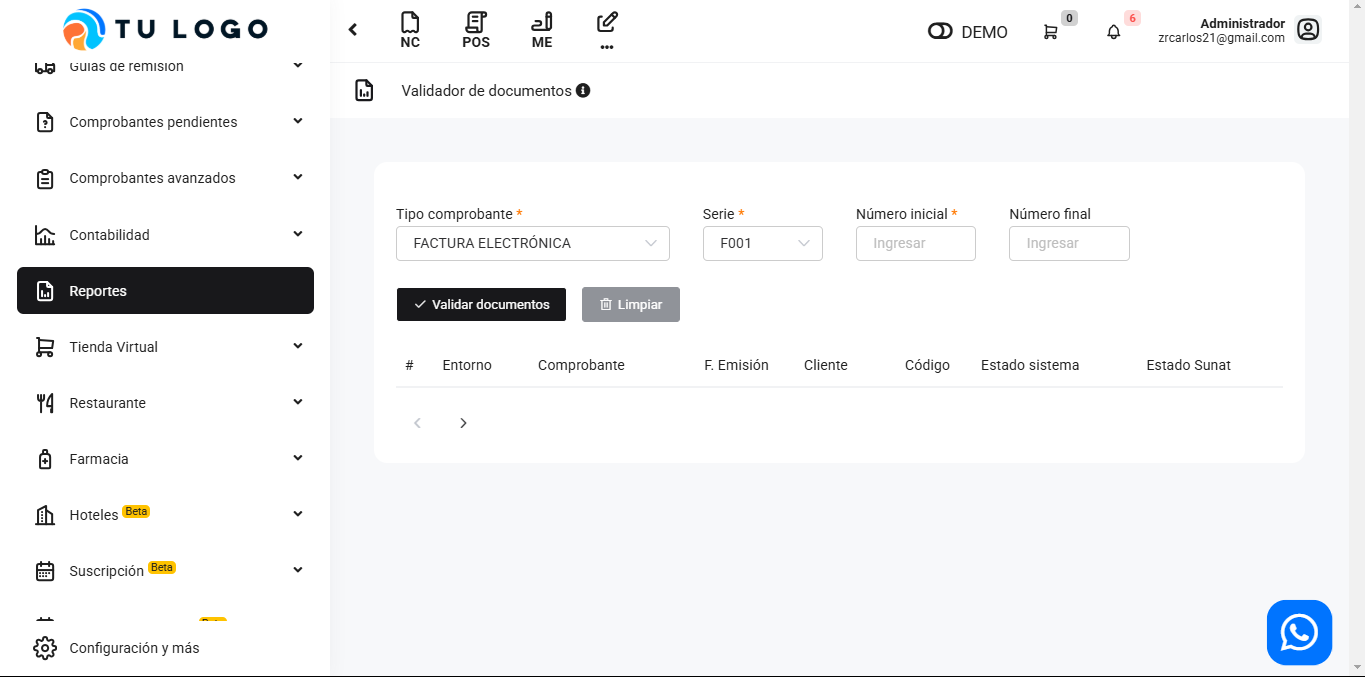 TU LOGO
Guías de remisión
Comprobantes pendientes
Comprobantes avanzados
Contabilidad
Reportes
Tienda Virtual
Restaurante
Farmacia
Hoteles Beta
Suscripción Beta
Configuración y más
NC
POS
ME
DEMO
0
6
Administrador
zrcarlos21@gmail.com
Validador de documentos
Tipo comprobante * Serie * Número inicial * Número final
FACTURA ELECTRÓNICA F001 Ingresar Ingresar
Validar documentos Limpiar
# Entorno Comprobante F. Emisión Cliente Código Estado sistema Estado Sunat